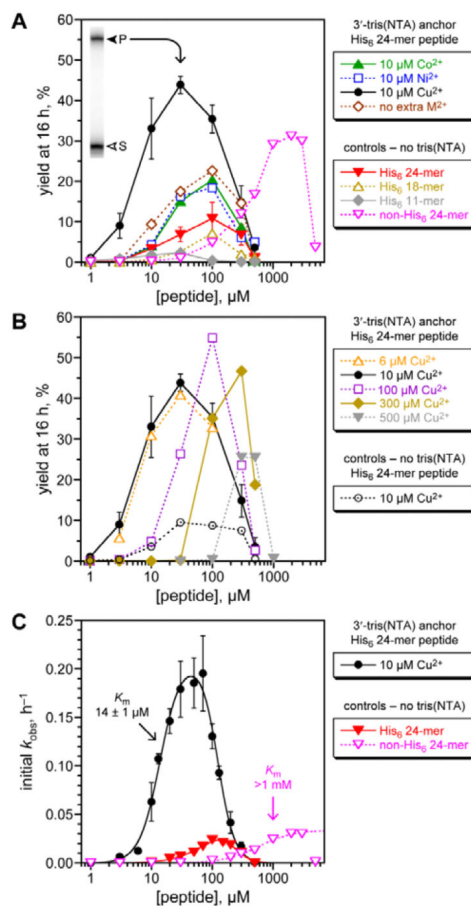 A
P
S
yield at 16 h, %
60
55
50
45
40
35
30
25
20
15
10
5
0
1
10
100
1000
[peptide], µM
3′-tris(NTA) anchor
His6 24-mer peptide
10 µM Co2+
10 µM Ni2+
10 µM Cu2+
no extra M2+
controls – no tris(NTA)
His6 24-mer
His6 18-mer
His6 11-mer
non-His6 24-mer
B
yield at 16 h, %
60
50
40
30
20
10
0
1
10
100
1000
[peptide], µM
3′-tris(NTA) anchor
His6 24-mer peptide
6 µM Cu2+
10 µM Cu2+
100 µM Cu2+
300 µM Cu2+
500 µM Cu2+
controls – no tris(NTA)
His6 24-mer peptide
10 µM Cu2+
C
initial kobs, h–1
0.25
0.20
0.15
0.10
0.05
0.00
Km
14 ± 1 µM
Km
>1 mM
1
10
100
1000
[peptide], µM
3′-tris(NTA) anchor
His6 24-mer peptide
10 µM Cu2+
controls – no tris(NTA)
His6 24-mer
non-His6 24-mer